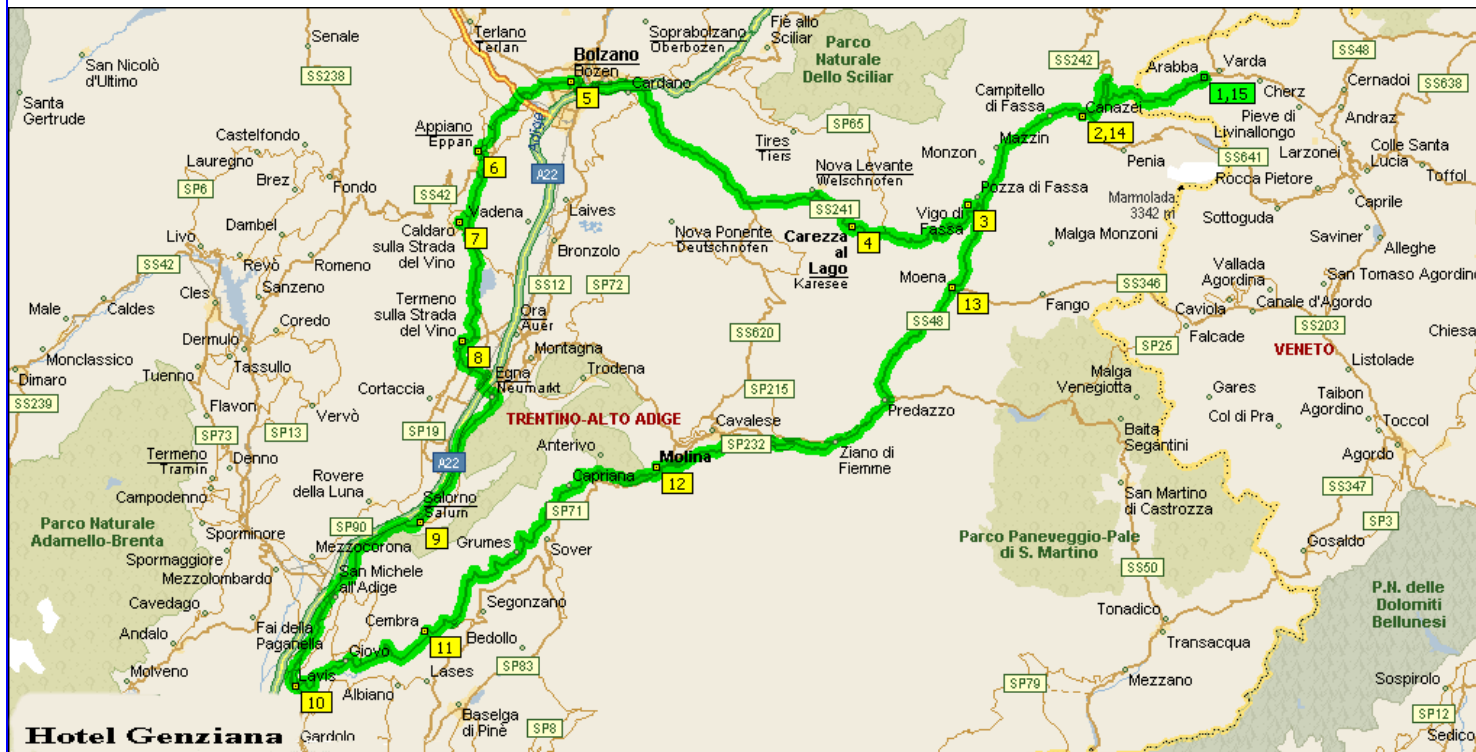 Terlano
Terlan
Soprabolzano
Oberbozen
Fiè allo
Sciliar
Senale
San Nicolò
d'Ultimo
Bolzano
Bozen
Parco
Naturale
Dello Sciliar
SS242
SS48
Arabba
Varda
Cernadoi
SS638
SS238
Cardano
5
Campitello
di Fassa
1,15
Cherz
Santa
Gertrude
Canazei
2,14
Pieve di
Livinallongo
Andraz
Castelfondo
Appiano
Eppan
Adige
SP65
Tires
Tiers
Mazzin
Lauregno
6
Monzon
Penia
SS641
Larzonei
Colle Santa
Lucia
SP6
Brez
Fondo
A22
Nova Levante
Welschnofen
Pozza di Fassa
Rocca Pietore
Toffol
SS42
Vadena
Laives
SS241
Vigo di
Fassa
3
Marmolada
3342 m
Caprile
Dambel
Caldaro
sulla Strada
del Vino
7
Nova Ponente
Deutschnofen
4
Sottoguda
Livo
Bronzolo
Carezza
al
Lago
Karesee
Malga Monzoni
Saviner
Alleghe
SS42
Revò
Romeno
Moena
Vallada
Agordina
San Tomaso Agordino
Cles
Sanzeno
SS12
SP72
SS346
Male
Caldes
Termeno
sulla Strada
del Vino
13
Fango
Caviola
Canale d'Agordo
Coredo
Ora
Auer
SS620
SS48
Falcade
SS203
Chiesa
Dermulo
8
Montagna
SP25
VENETO
Monclassico
Tassullo
Egna
Neumarkt
Trodena
Listolade
Dimaro
Tuenno
Cortaccia
SP215
Malga
Venegiotta
Gares
Taibon
Agordino
SS239
Flavon
Vervò
TRENTINO-ALTO ADIGE
Cavalese
Predazzo
Col di Pra
Toccol
SP73
SP13
SP19
Anterivo
SP232
Baita
Segantini
Termeno
Tramin
Denno
A22
Molina
Ziano di
Fiemme
Agordo
Rovere
della Luna
Capriana
12
Campodenno
Salorno
Salurn
San Martino
di Castrozza
SS347
Parco Naturale
Adamello-Brenta
SP90
SP71
SP3
Sporminore
9
Parco Paneveggio-Pale
di S. Martino
Mezzocorona
Grumes
Sover
Gosaldo
Spormaggiore
Mezzolombardo
San Michele
all'Adige
SS50
P.N. delle
Dolomiti
Bellunesi
Cavedago
Segonzano
Tonadico
Fai della
Paganella
Cembra
11
Bedollo
Transacqua
Andalo
Giovo
Molveno
Lavis
Lases
SP83
Mezzano
Albiano
SP79
Sospirolo
10
Baselga
di Pinè
SP12
Hotel Genziana
Gardolo
SP8
Sedico